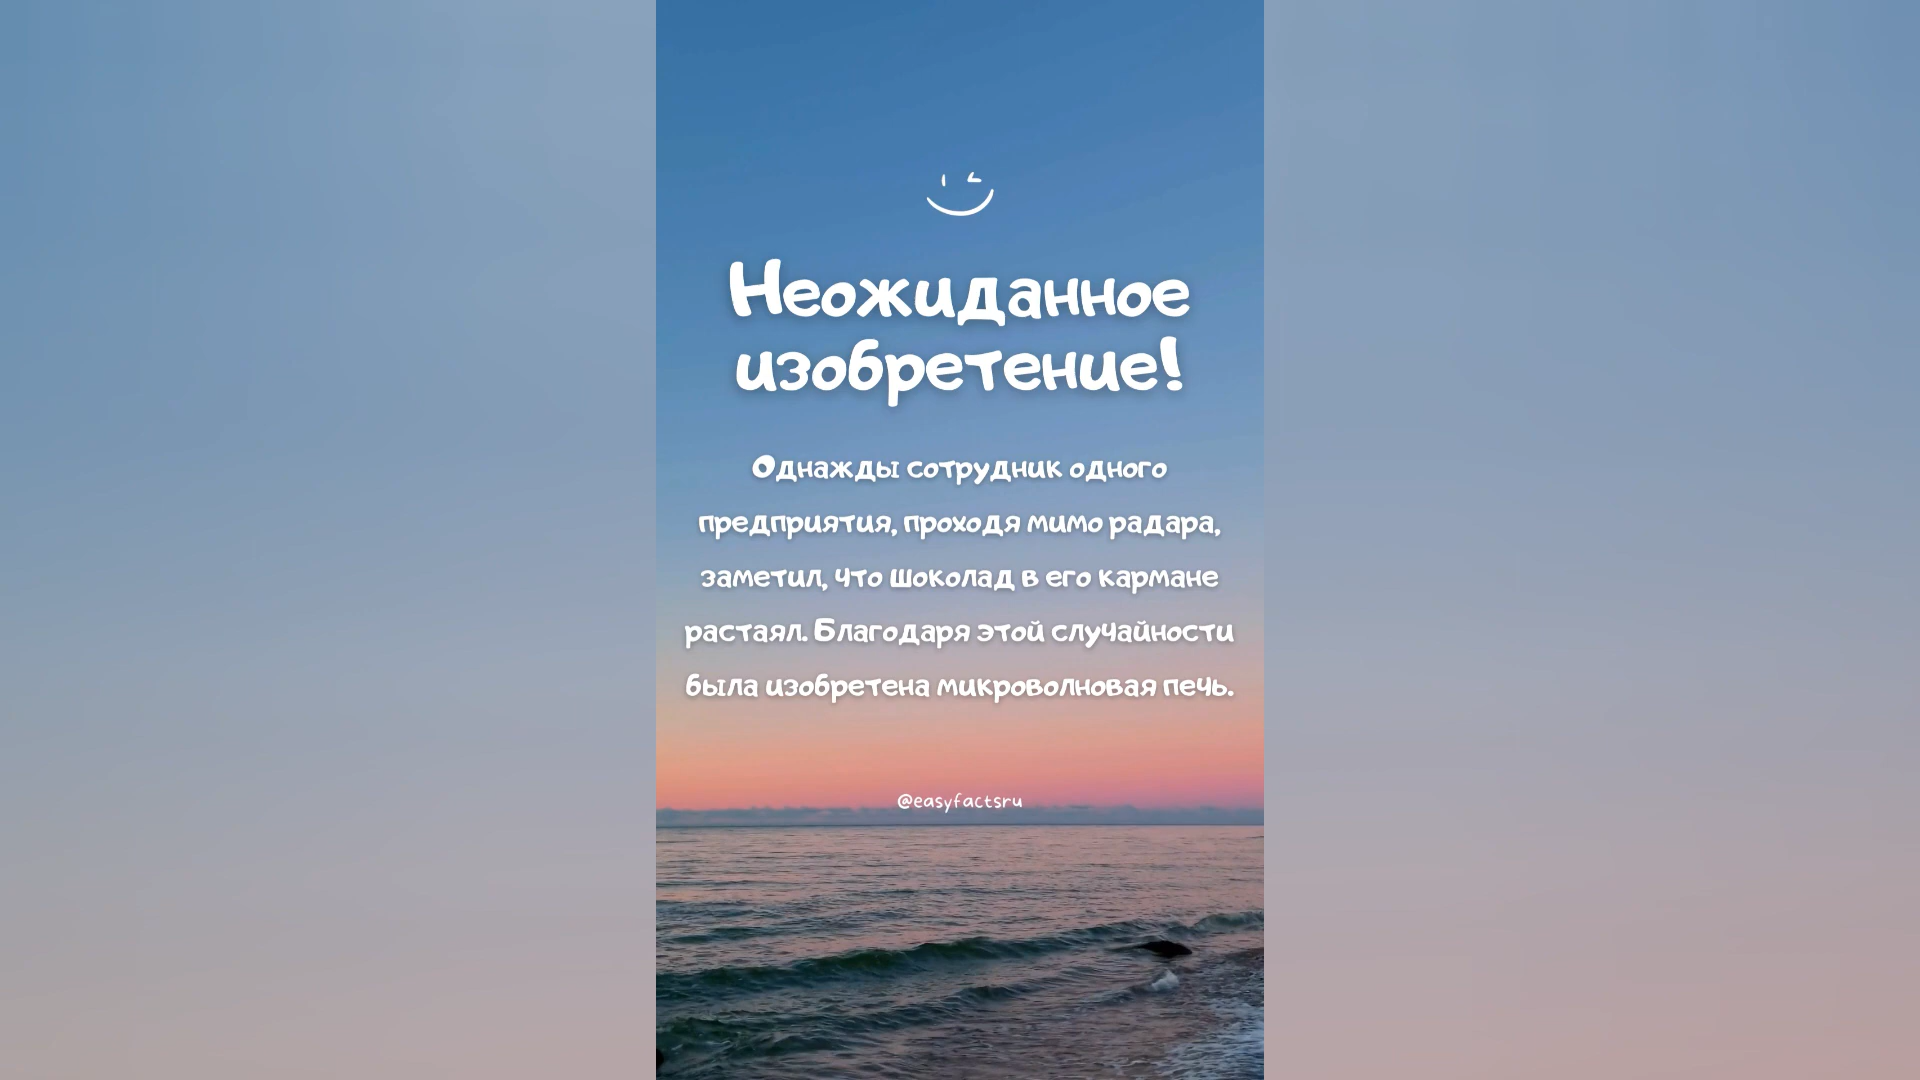 Неожиданное
изобретение!
Однажды сотрудник одного
предприятия, проходя мимо радара,
заметил, что шоколад в его кармане
растаял. Благодаря этой случайности
была изобретена микроволновая печь.
@easyfactsru